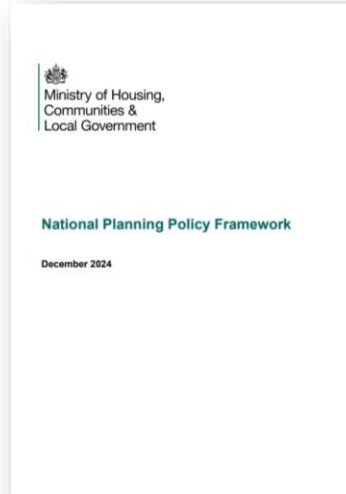 Ministry of Housing,
Communities &
Local Government
National Planning Policy Framework
December 2024